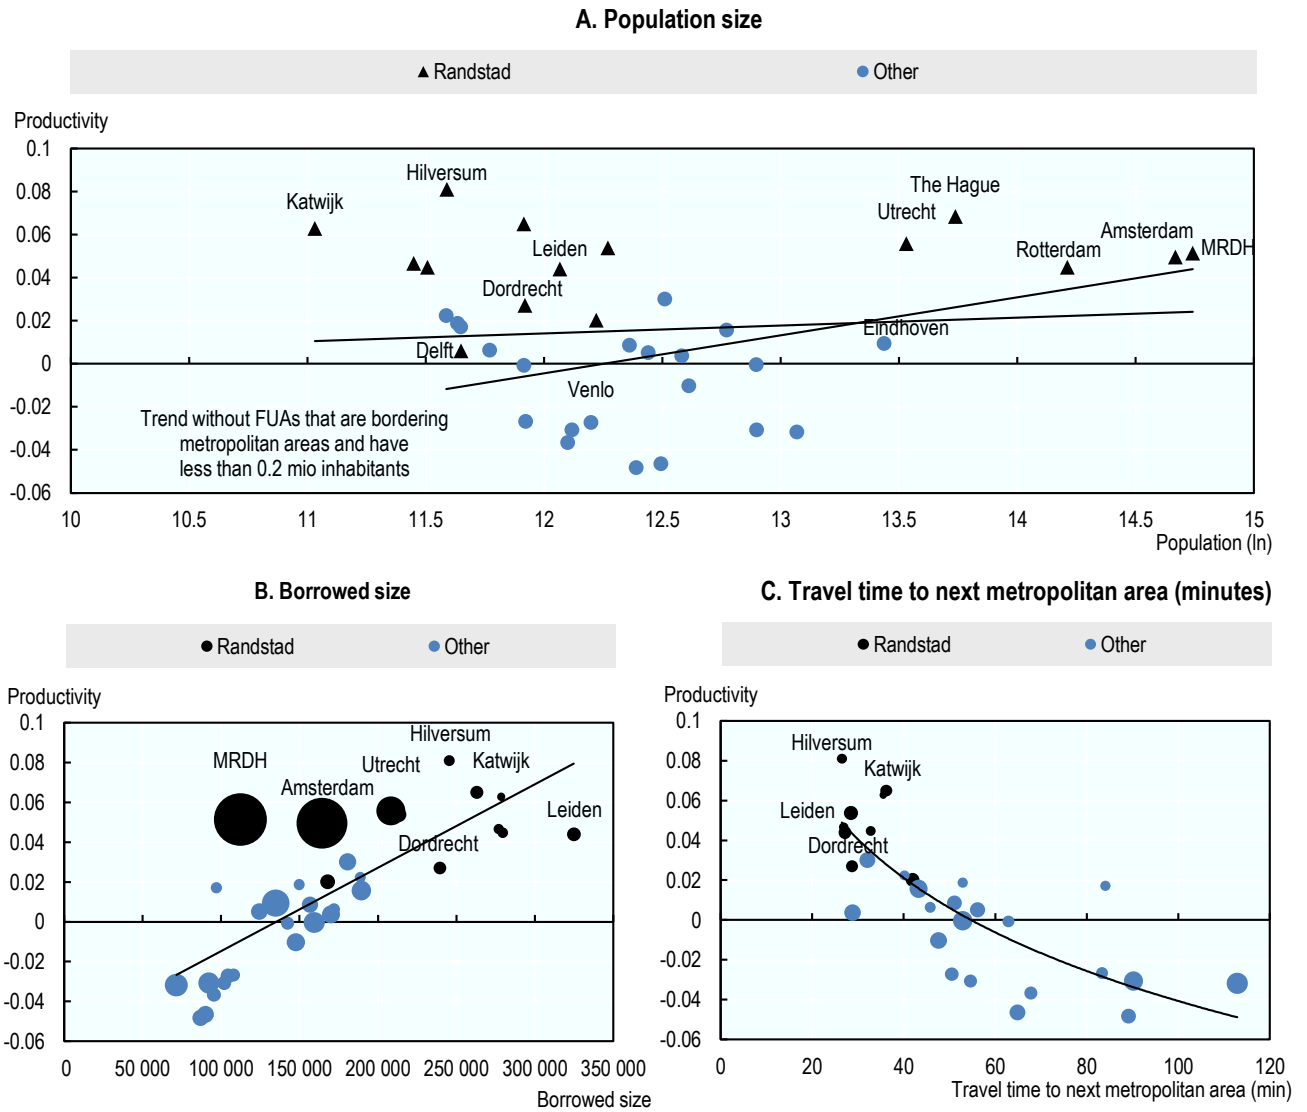 A. Population size
Randstad
Other
Productivity
0.1
0.08
0.06
0.04
0.02
0
-0.02
-0.04
-0.06
Hilversum
Katwijk
The Hague
Utrecht
Amsterdam
Leiden
Rotterdam
MRDH
Dordrecht
Eindhoven
Delft
Venlo
Trend without FUAs that are bordering
metropolitan areas and have
less than 0.2 mio inhabitants
10
10.5
11
11.5
12
12.5
13
13.5
14
14.5
15
Population (ln)
B. Borrowed size
Randstad
Other
Productivity
0.1
0.08
0.06
0.04
0.02
0
-0.02
-0.04
-0.06
Hilversum
MRDH
Utrecht
Katwijk
Amsterdam
Leiden
Dordrecht
0
50 000
100 000
150 000
200 000
250 000
300 000
350 000
Borrowed size
C. Travel time to next metropolitan area (minutes)
Randstad
Other
Productivity
0.1
0.08
0.06
0.04
0.02
0
-0.02
-0.04
-0.06
Hilversum
Katwijk
Leiden
Dordrecht
0
20
40
60
80
100
120
Travel time to next metropolitan area (min)